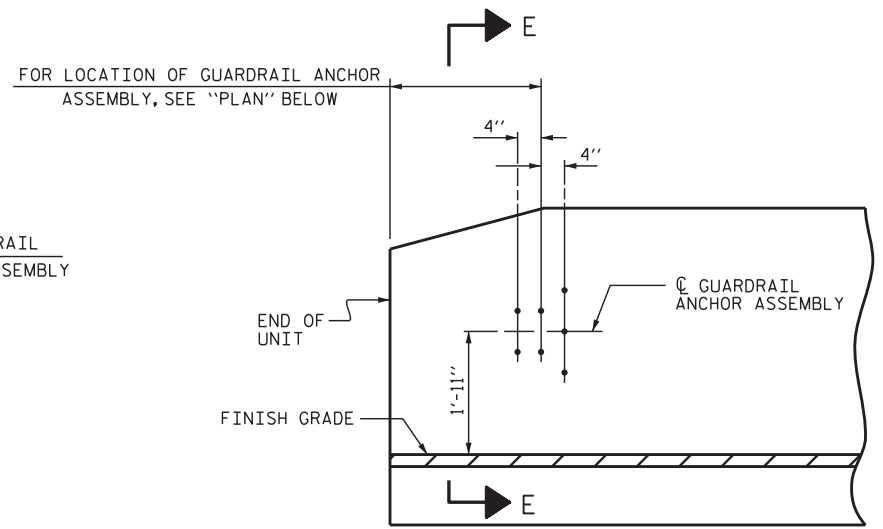 E
FOR LOCATION OF GUARDRAIL ANCHOR
ASSEMBLY, SEE ‵‵PLAN′′ BELOW
4′′
4′′
RAIL
SEMBLY
℄ GUARDRAIL
ANCHOR ASSEMBLY
END OF
UNIT
1′-11′′
FINISH GRADE
E